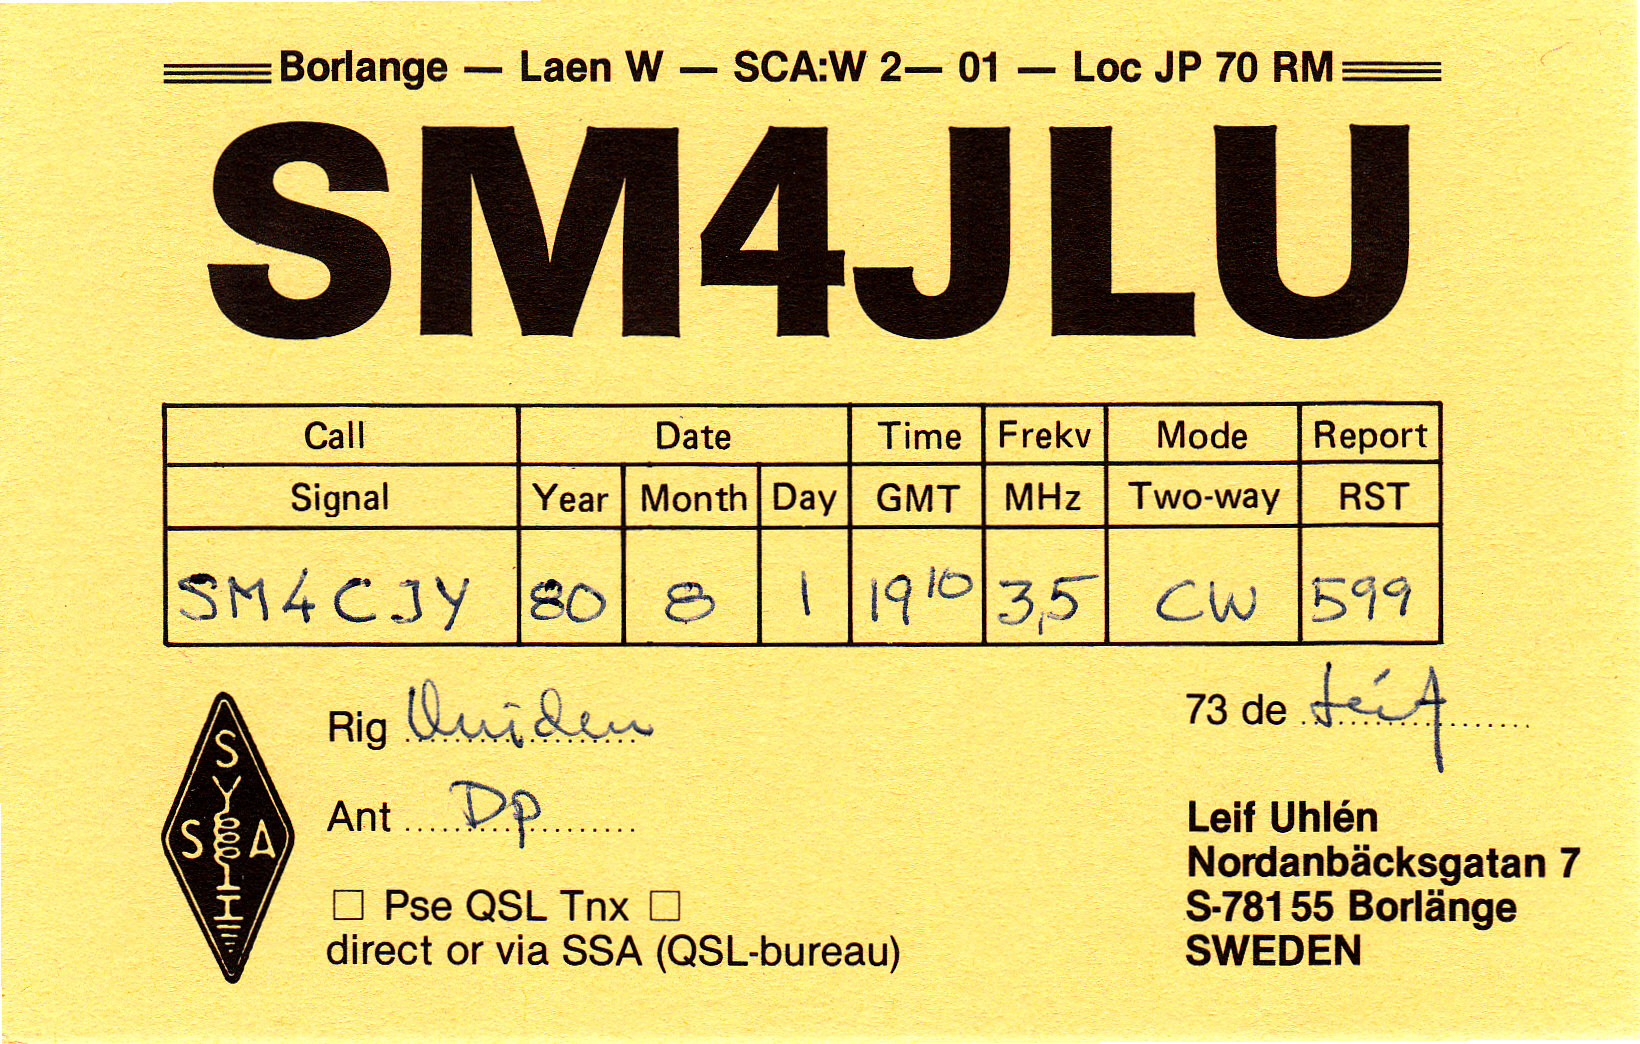 Borlange — Laen W — SCA:W 2— 01 — Loc JP 70 RM
SM4JLU
Call Date Time Frekv Mode Report
Signal Year Month Day GMT MHz Two-way RST
SM4CJY 80 8 1 19 10 3,5 CW 599
Rig Uniden
73 de Leif
Ant Dp
S
S A
Leif Uhlén
Nordanbäcksgatan 7
S-781 55 Borlänge
SWEDEN
□ Pse QSL Tnx □
direct or via SSA (QSL-bureau)